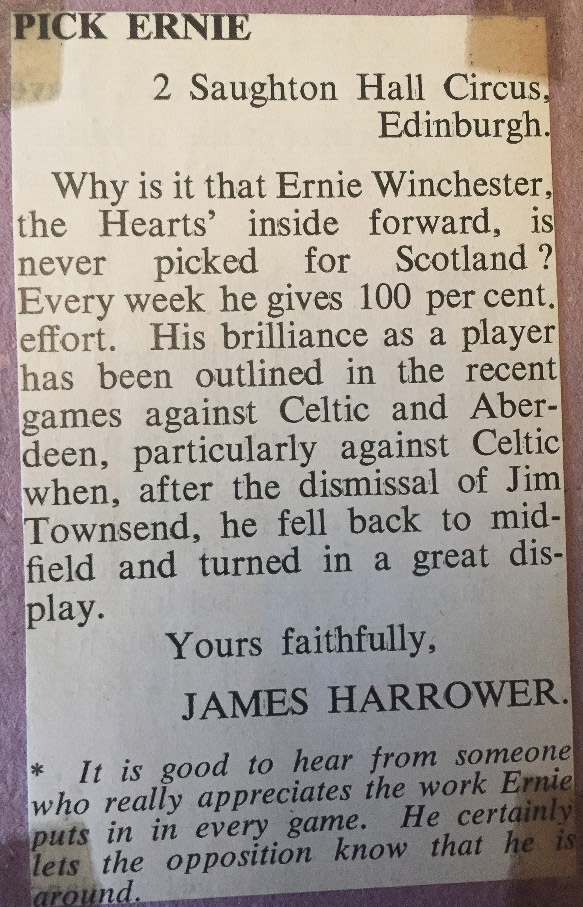 PICK ERNIE
2 Saughton Hall Circus,
Edinburgh.
Why is it that Ernie Winchester,
the Hearts’ inside forward, is
never picked for Scotland ?
Every week he gives 100 per cent.
effort. His brilliance as a player
has been outlined in the recent
games against Celtic and Aber-
deen, particularly against Celtic
when, after the dismissal of Jim
Townsend, he fell back to mid-
field and turned in a great dis-
play.
Yours faithfully,
JAMES HARROWER.
* It is good to hear from someone
who really appreciates the work Ernie
puts in in every game. He certainly
lets the opposition know that he is
around.